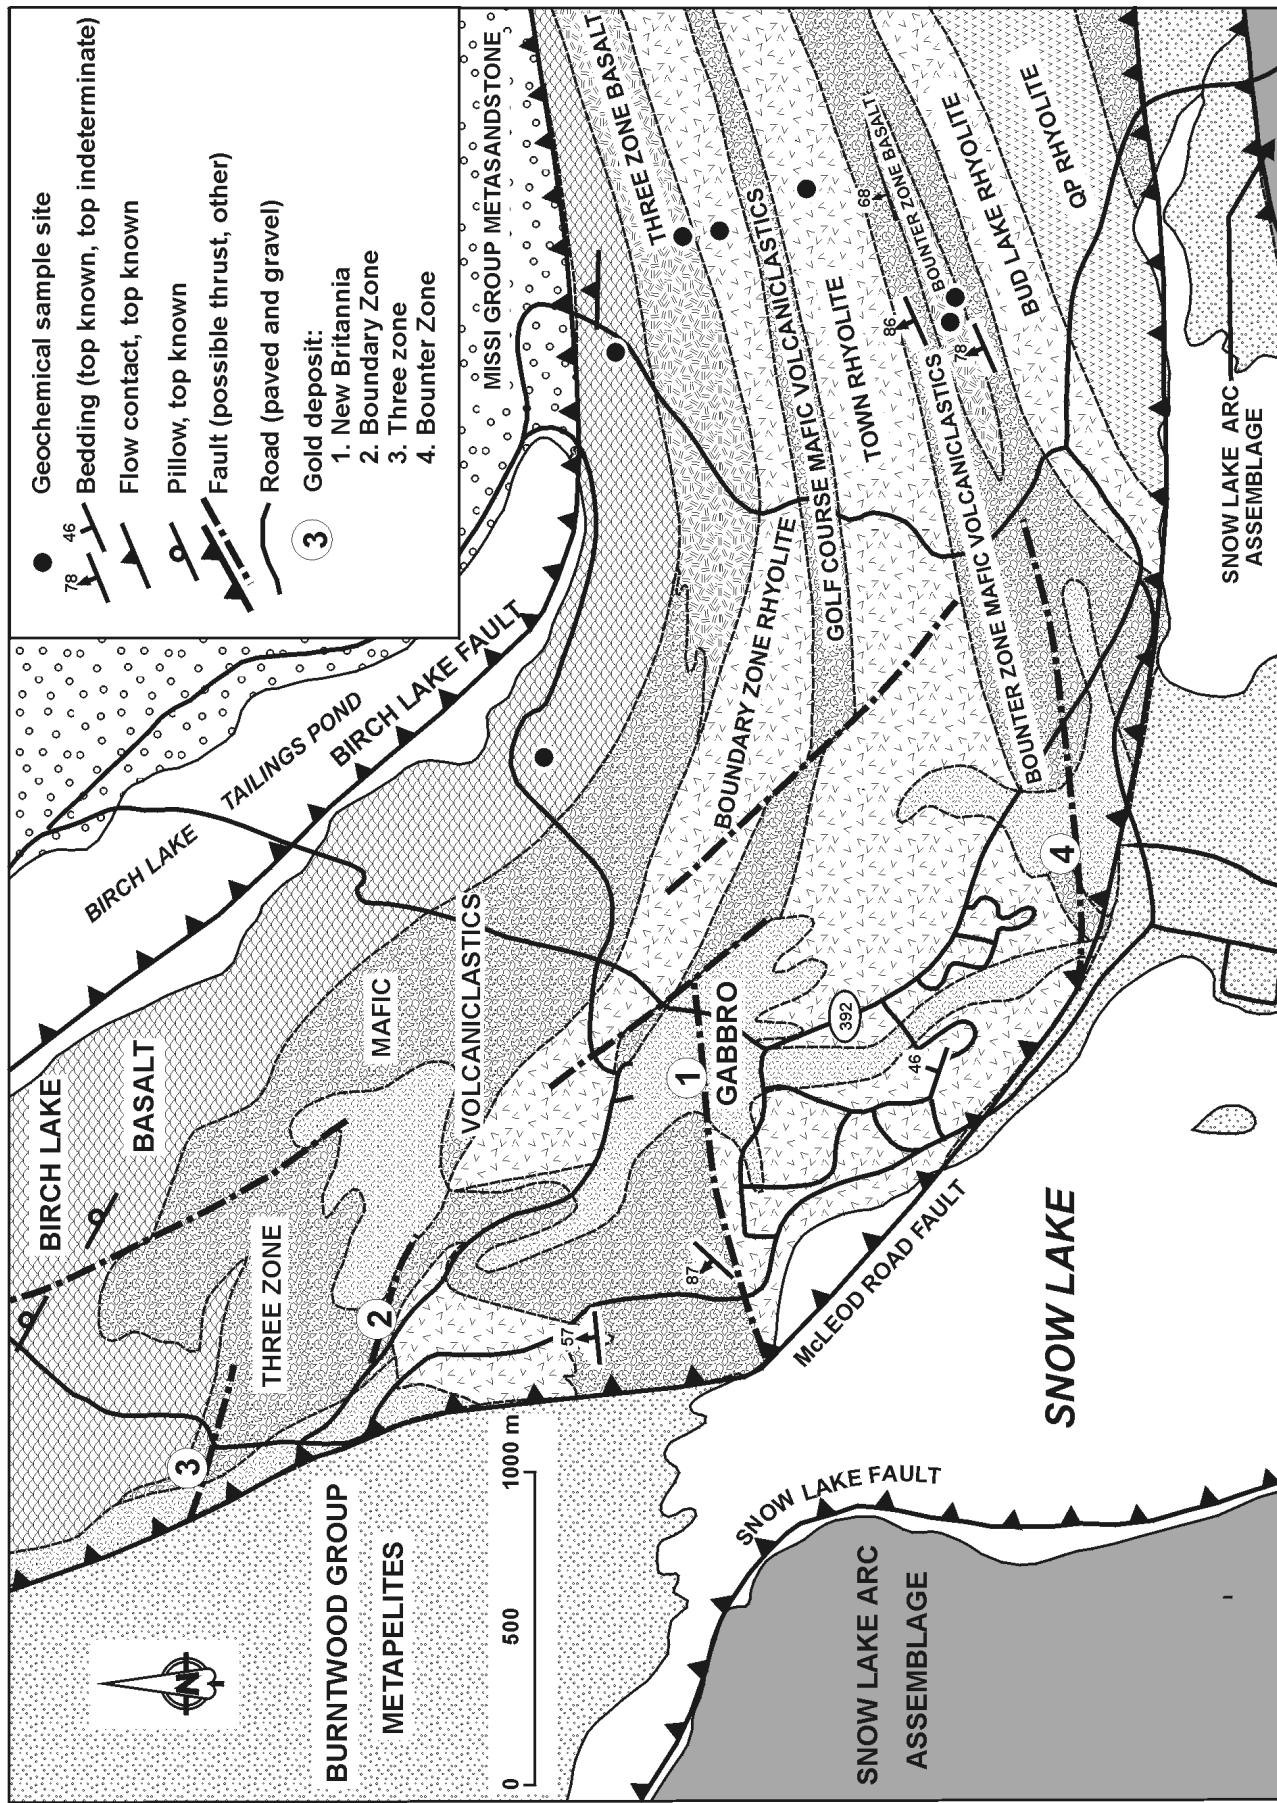 Geochemical sample site
78
46
Bedding (top known, top indeterminate)
Flow contact, top known
Pillow, top known
Fault (possible thrust, other)
Road (paved and gravel)
3
Gold deposit:
1. New Britannia
2. Boundary Zone
3. Three zone
4. Bounter Zone
N
BIRCH LAKE
BASALT
BIRCH LAKE
TAILINGS POND
BIRCH LAKE FAULT
MISSI GROUP METASANDSTONE
THREE ZONE BASALT
3
THREE ZONE
MAFIC
VOLCANICLASTICS
2
BURNTWOOD GROUP
METAPELITES
0
500
1000 m
57
87
1
GABBRO
392
46
BOUNDARY ZONE RHYOLITE
GOLF COURSE MAFIC VOLCANICLASTICS
TOWN RHYOLITE
BOUNTER ZONE MAFIC VOLCANICLASTICS
86
68
78
BOUNTER ZONE BASALT
BUD LAKE RHYOLITE
QP RHYOLITE
4
McLEOD ROAD FAULT
SNOW LAKE
SNOW LAKE FAULT
SNOW LAKE ARC
ASSEMBLAGE
SNOW LAKE ARC
ASSEMBLAGE